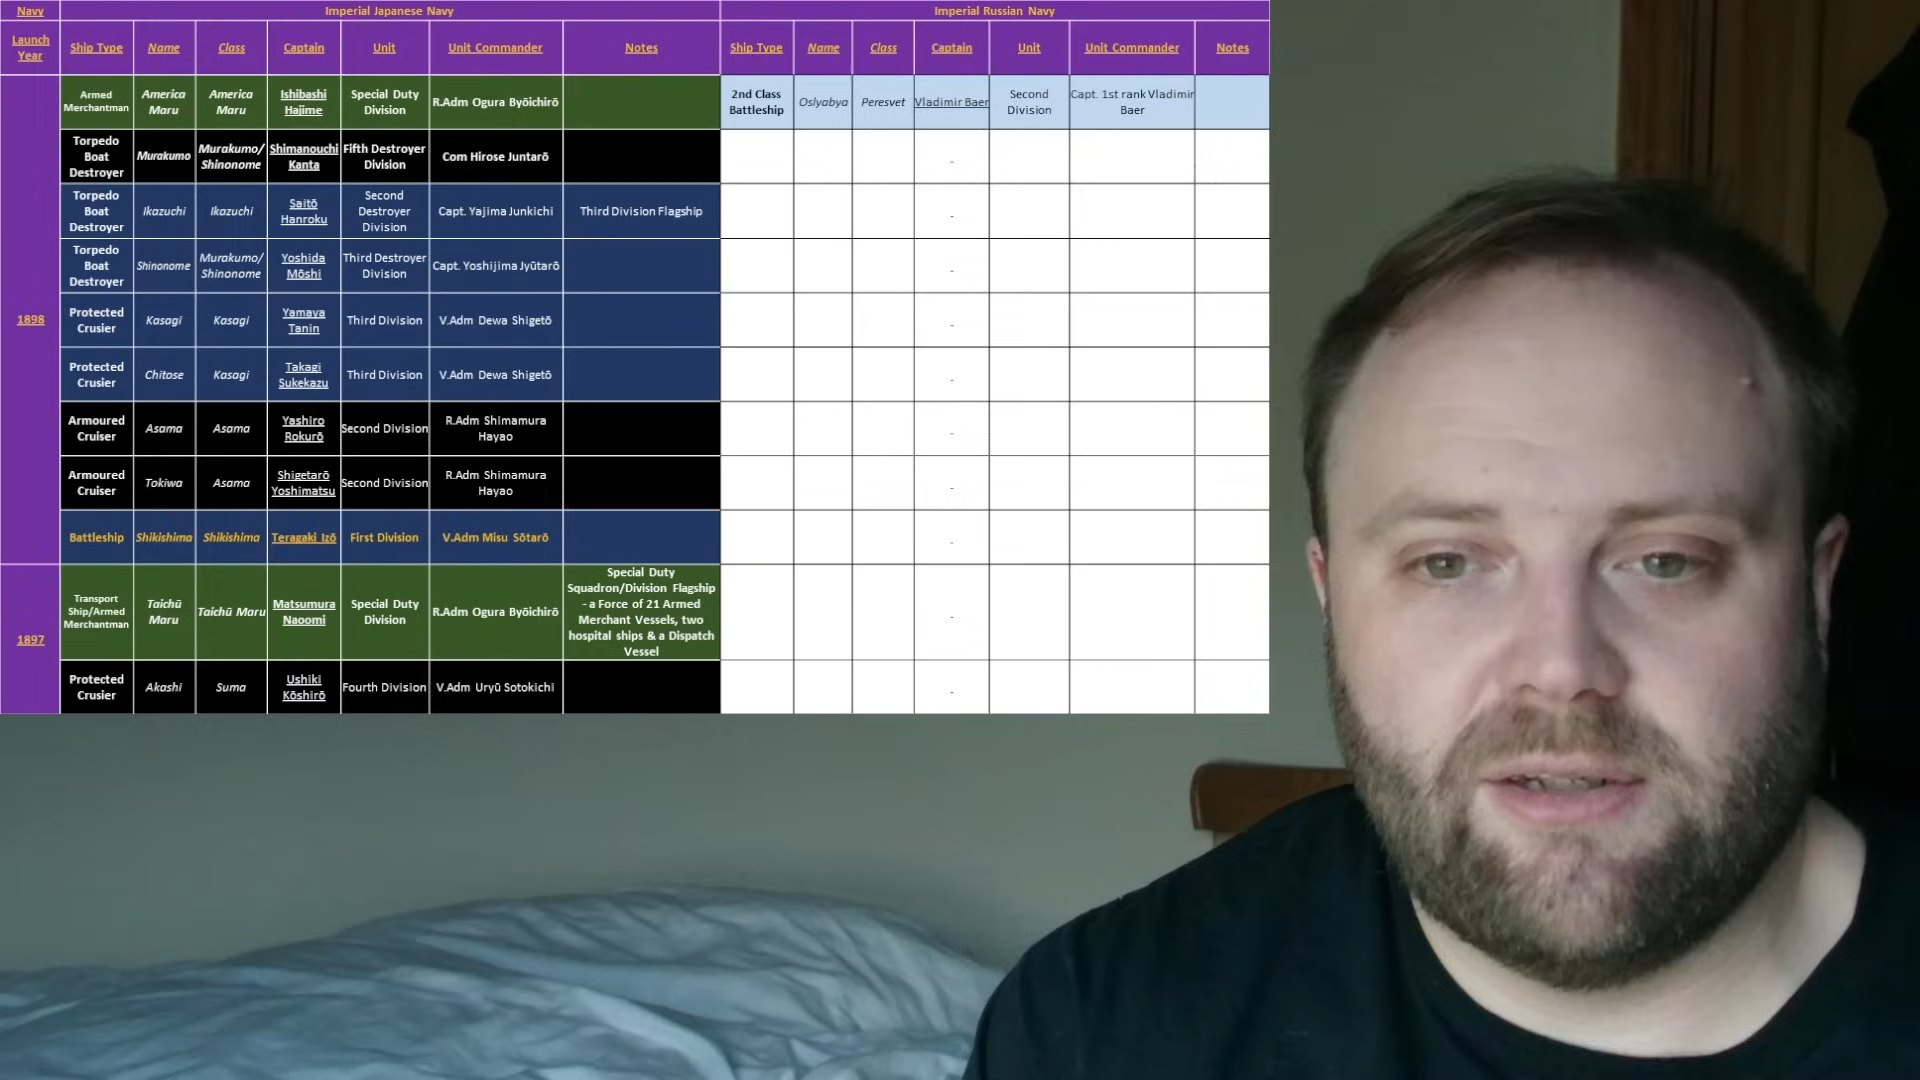 Navy Imperial Japanese Navy Imperial Russian Navy
Launch Year Ship Type Name Class Captain Unit Unit Commander Notes Ship Type Name Class Captain Unit Unit Commander Notes
1898
Armed Merchantman America Maru America Maru Ishibashi Hajime Special Duty Division R.Adm Ogura Byōichirō 2nd Class Battleship Oslyabya Peresvet Vladimir Baer Second Division Capt. 1st rank Vladimir Baer
Torpedo Boat Destroyer Murakumo Murakumo/ Shinonome Shimanouchi Kanta Fifth Destroyer Division Com Hirose Juntarō -
Torpedo Boat Destroyer Ikazuchi Ikazuchi Saitō Hanroku Second Destroyer Division Capt. Yajima Junkichi Third Division Flagship -
Torpedo Boat Destroyer Shinonome Murakumo/ Shinonome Yoshida Mōshi Third Destroyer Division Capt. Yoshijima Jyūtarō -
Protected Crusier Kasagi Kasagi Yamaya Tanin Third Division V.Adm Dewa Shigetō -
Protected Crusier Chitose Kasagi Takagi Sukekazu Third Division V.Adm Dewa Shigetō -
Armoured Cruiser Asama Asama Yashiro Rokurō Second Division R.Adm Shimamura Hayao -
Armoured Cruiser Tokiwa Asama Shigetarō Yoshimatsu Second Division R.Adm Shimamura Hayao -
Battleship Shikishima Shikishima Teragaki Izō First Division V.Adm Misu Sōtarō -
1897
Transport Ship/Armed Merchantman Taichū Maru Taichū Maru Matsumura Naoomi Special Duty Division R.Adm Ogura Byōichirō Special Duty Squadron/Division Flagship - a Force of 21 Armed Merchant Vessels, two hospital ships & a Dispatch Vessel -
Protected Crusier Akashi Suma Ushiki Kōshirō Fourth Division V.Adm Uryū Sotokichi -